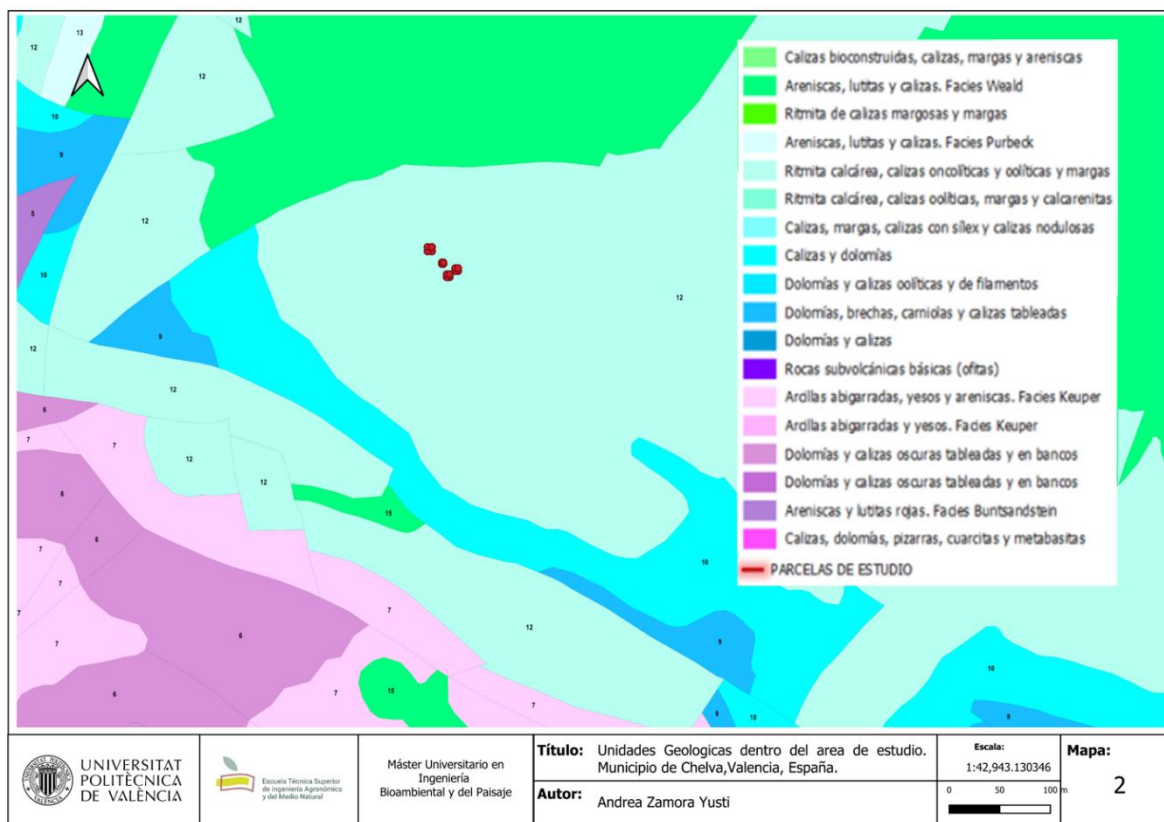 12
13
12
12
10
9
5
10
12
9
12
12
12
6
7
7
12
12
15
6
6
7
7
7
7
6
6
7
12
15
7
7
10
9
9
10
10
9
Calizas bioconstruidas, calizas, margas y areniscas
Areniscas, lutitas y calizas. Facies Weald
Ritmita de calizas margosas y margas
Areniscas, lutitas y calizas. Facies Purbeck
Ritmita calcárea, calizas oncolíticas y oolíticas y margas
Ritmita calcárea, calizas oolíticas, margas y calcarenitas
Calizas, margas, calizas con sílex y calizas nodulosas
Calizas y dolomías
Dolomías y calizas oolíticas y de filamentos
Dolomías, brechas, carniolas y calizas tableadas
Dolomías y calizas
Rocas subvolcánicas básicas (ofitas)
Arcillas abigarradas, yesos y areniscas. Facies Keuper
Arcillas abigarradas y yesos. Facies Keuper
Dolomías y calizas oscuras tableadas y en bancos
Dolomías y calizas oscuras tableadas y en bancos
Areniscas y lutitas rojas. Facies Buntsandstein
Calizas, dolomías, pizarras, cuarcitas y metabasitas
PARCELAS DE ESTUDIO
UNIVERSITAT
POLITÈCNICA
DE VALÈNCIA
Escuela Técnica Superior
de Ingeniería Agronómica
y del Medio Natural
Máster Universitario en
Ingeniería
Bioambiental y del Paisaje
Título: Unidades Geologicas dentro del area de estudio.
Municipio de Chelva,Valencia, España.
Autor: Andrea Zamora Yusti
Escala:
1:42,943.130346
0 50 100 m
Mapa:
2